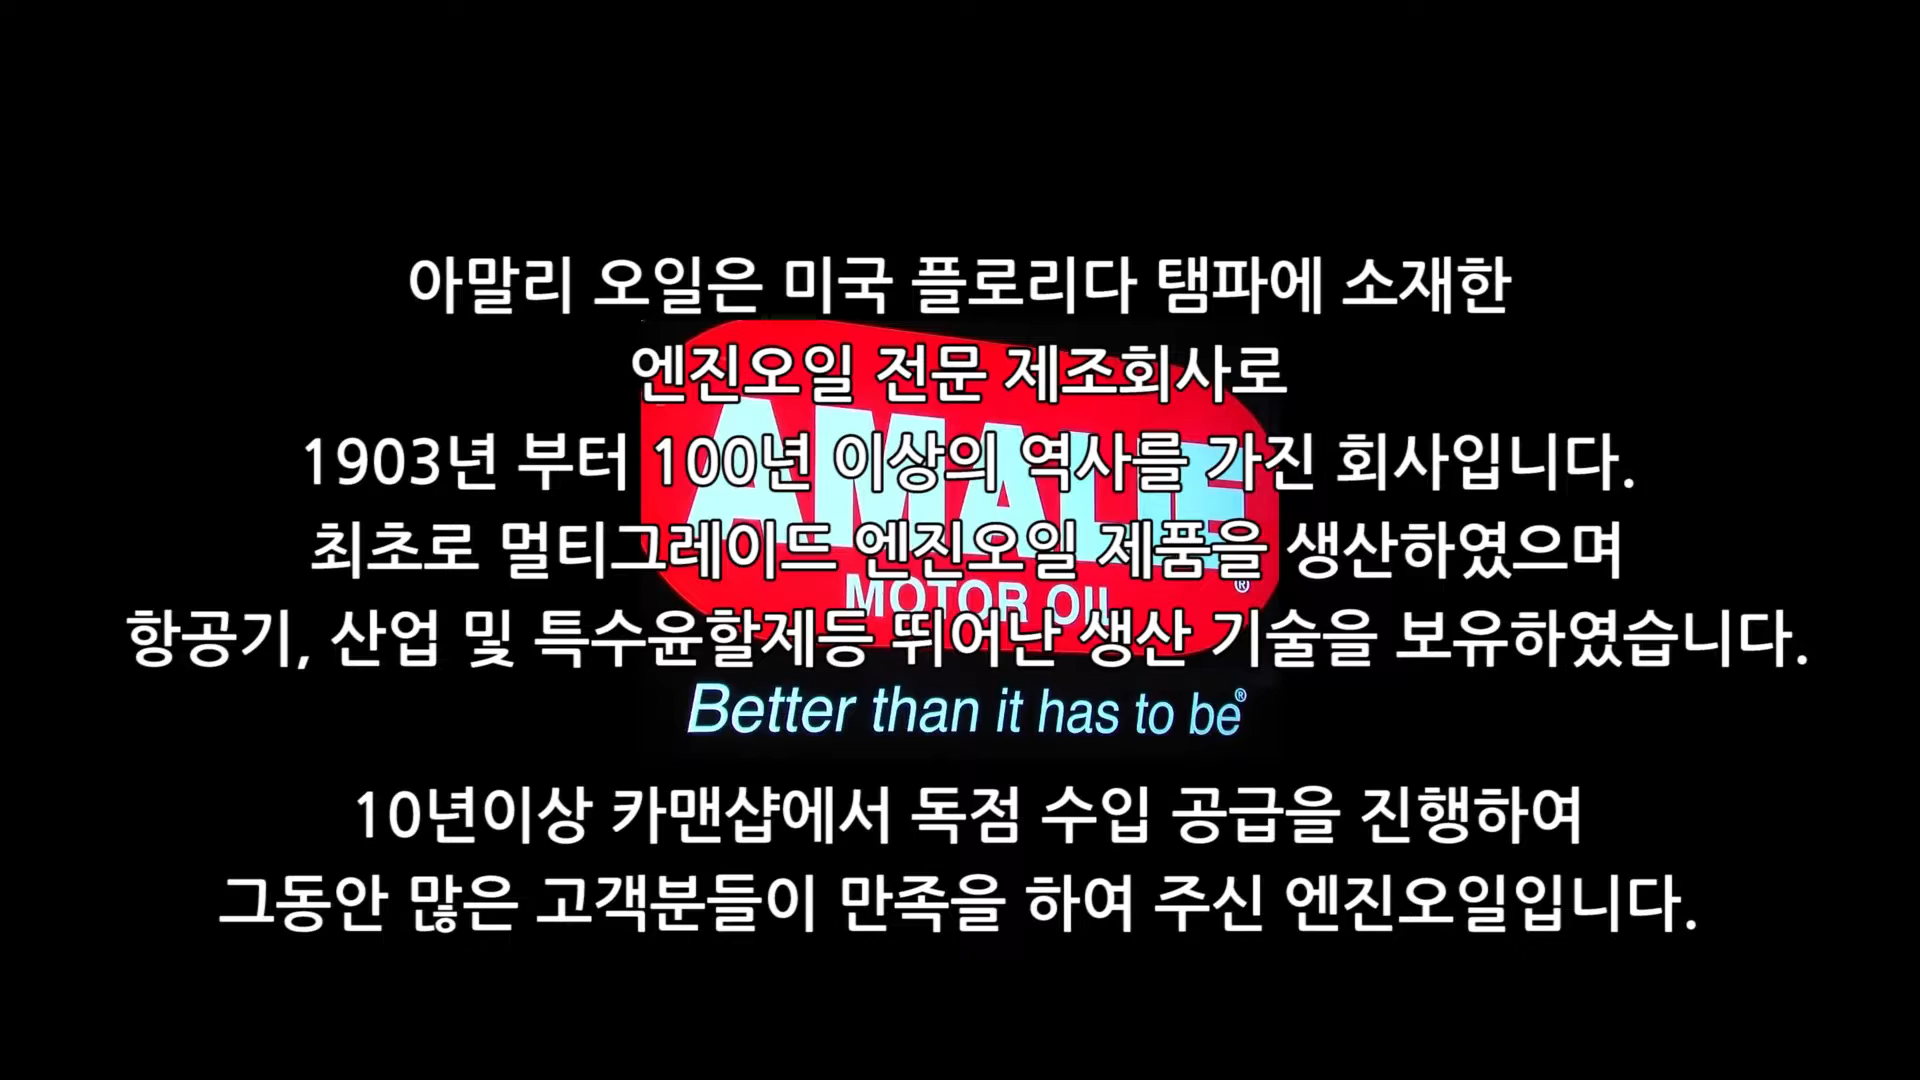 아말리 오일은 미국 플로리다 탬파에 소재한
엔진오일 전문 제조회사로
1903년 부터 100년 이상의 역사를 가진 회사입니다.
AMALIE
최초로 멀티그레이드 엔진오일 제품을 생산하였으며
MOTOR OIL ®
항공기, 산업 및 특수윤할제등 뛰어난 생산 기술을 보유하였습니다.
Better than it has to be®
10년이상 카맨샵에서 독점 수입 공급을 진행하여
그동안 많은 고객분들이 만족을 하여 주신 엔진오일입니다.